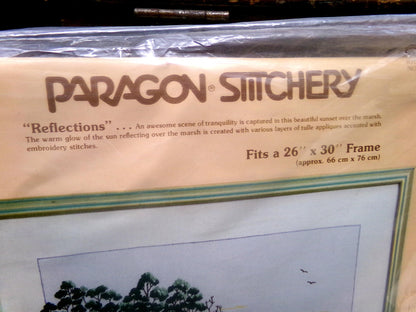 PARAGON® STITCHERY
"Reflections" . . . An awesome scene of tranquility is captured in this beautiful sunset over the marsh.
The warm glow of the sun reflecting over the marsh is created with various layers of tulle appliques accented with
embroidery stitches.
Fits a 26" x 30" Frame
(approx. 66 cm x 76 cm)